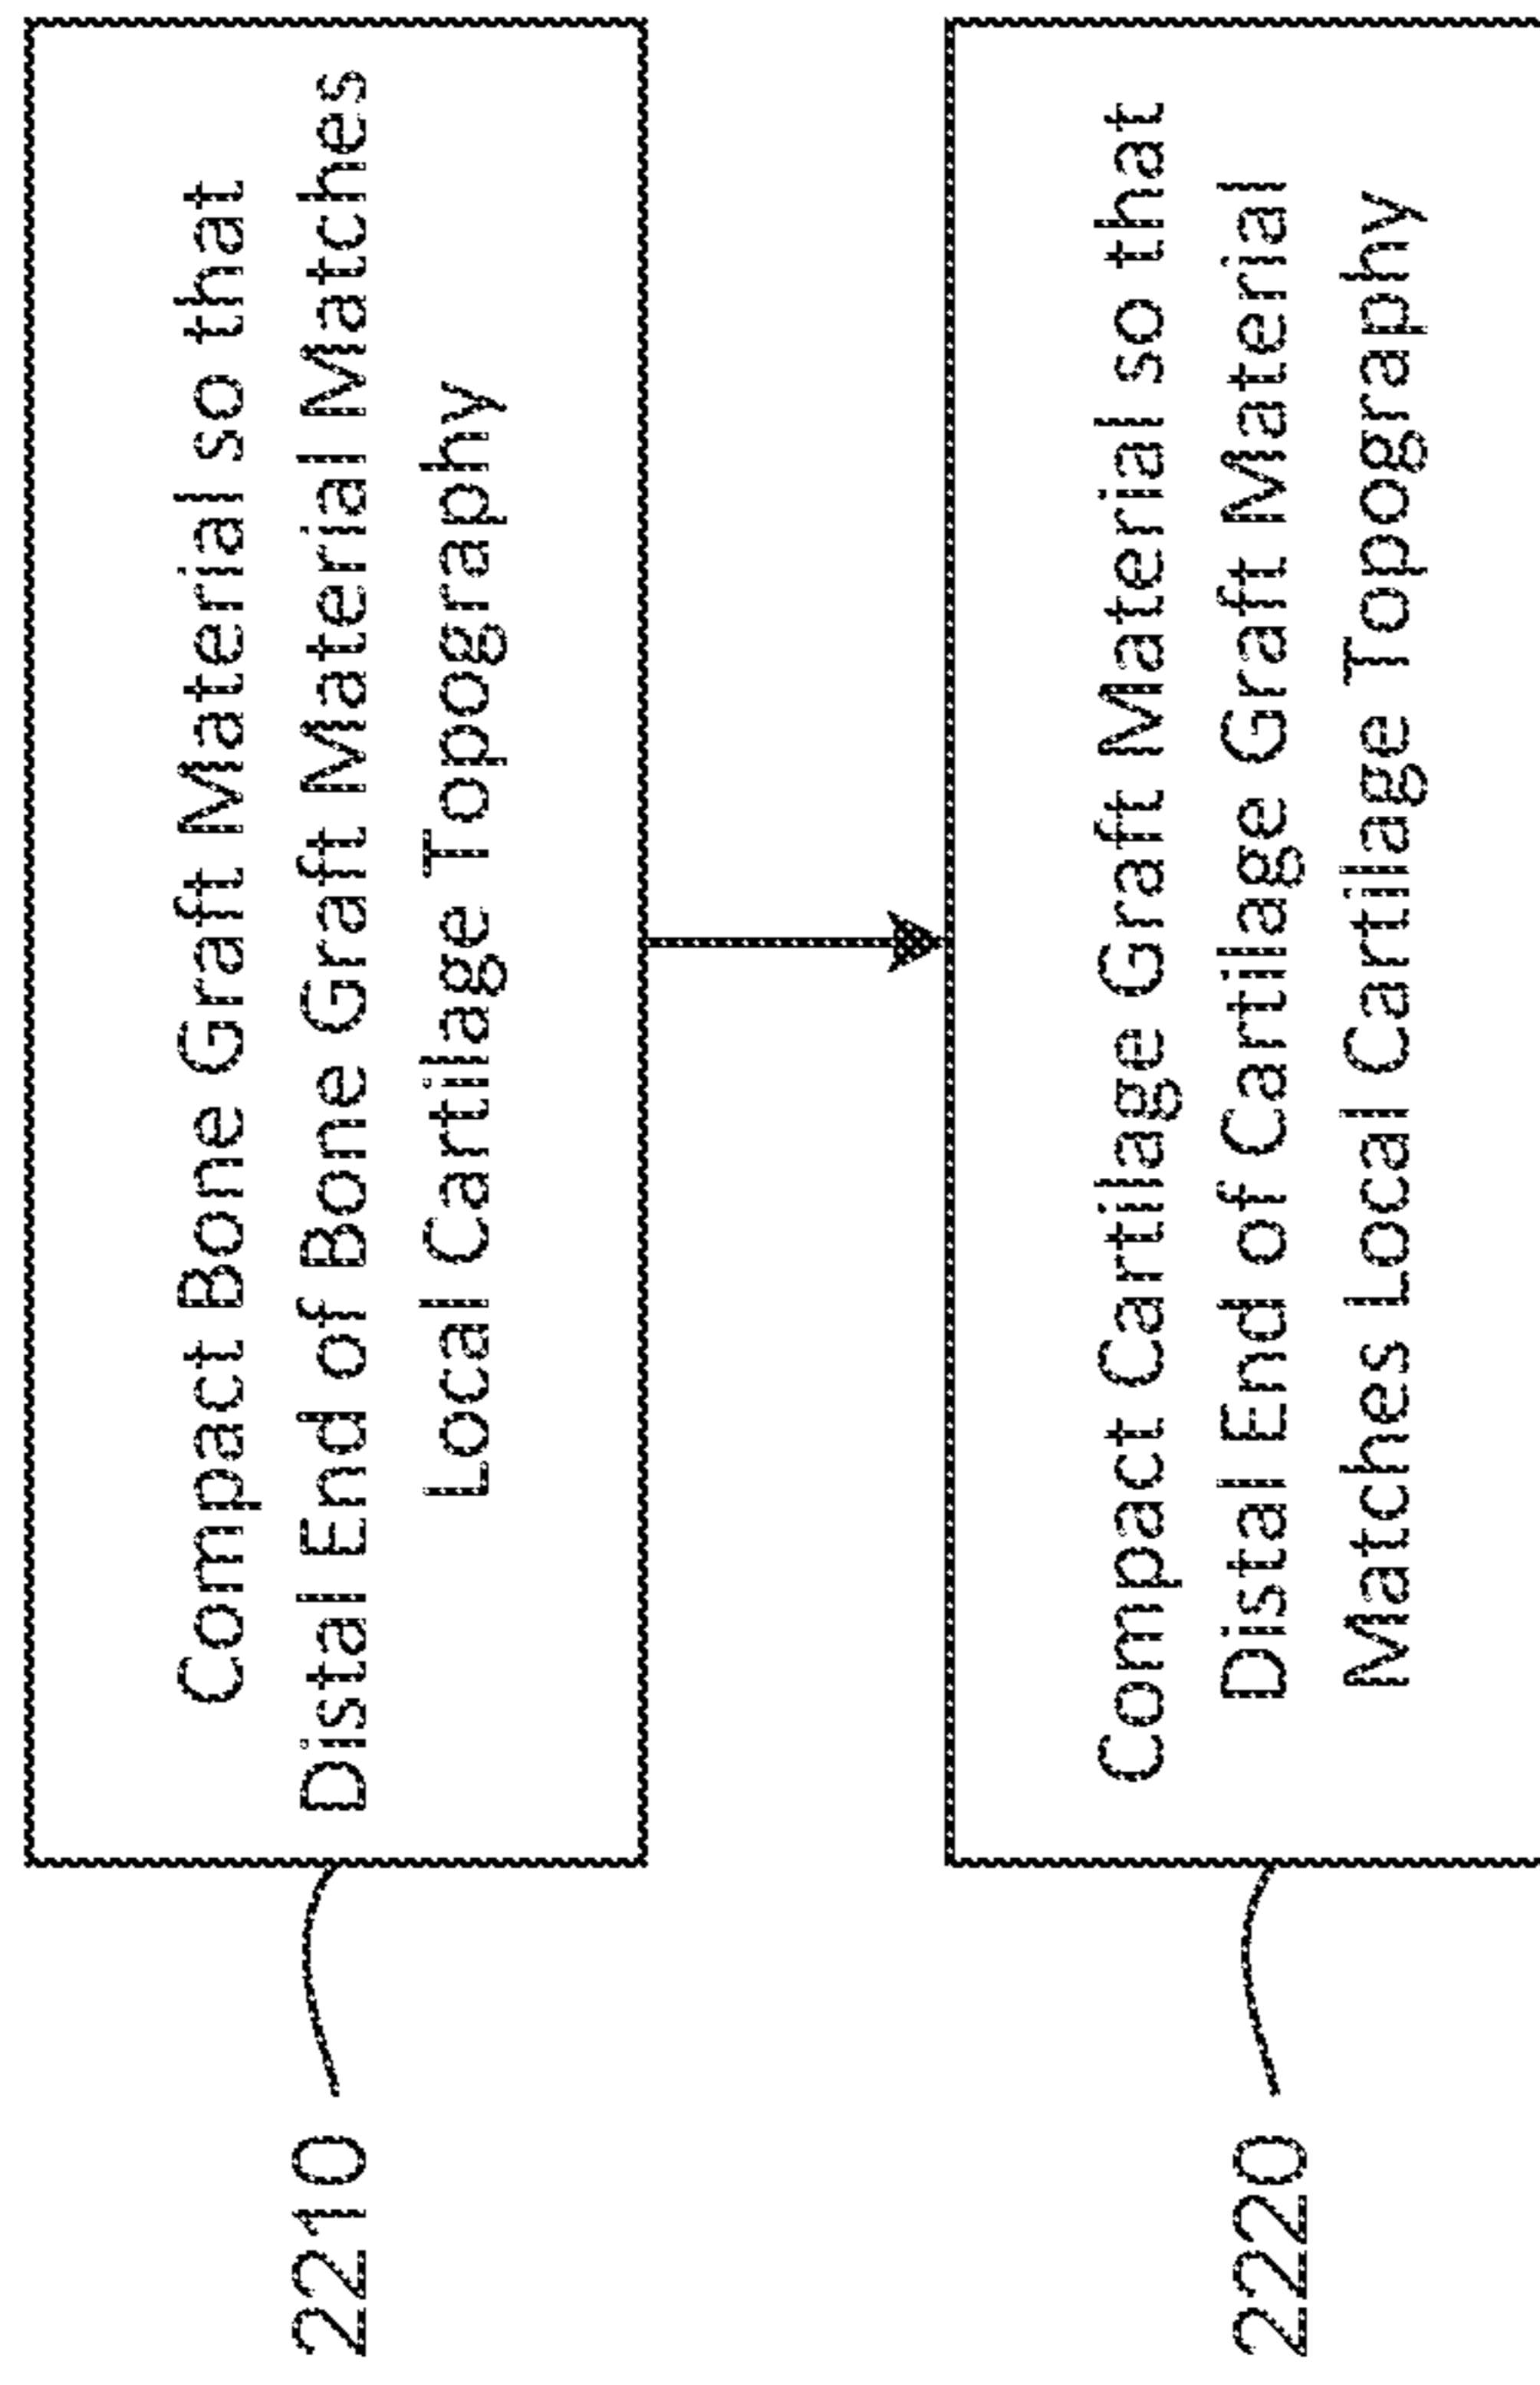 Compact Bone Graft Material so that
Distal End of Bone Graft Material Matches
Local Cartilage Topography
2210
Compact Cartilage Graft Material so that
Distal End of Cartilage Graft Material
Matches Local Cartilage Topography
2220